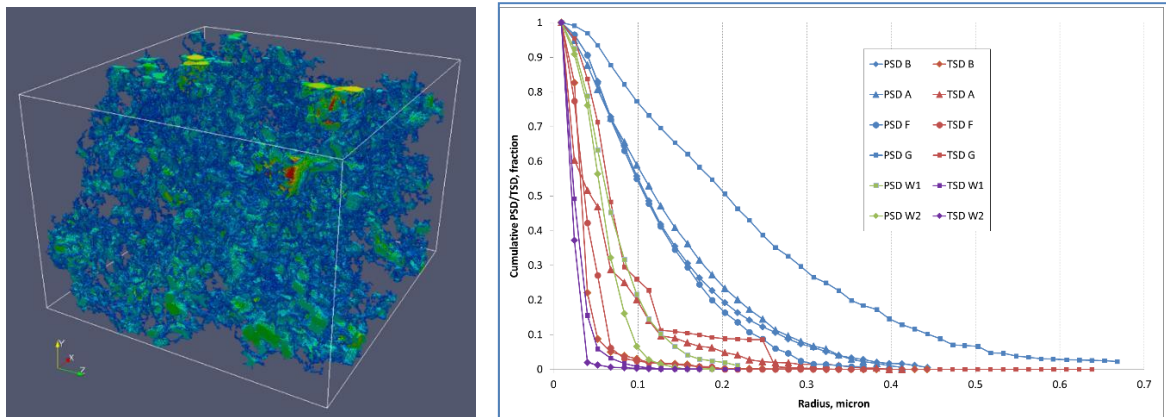 Y
X
Z
Cumulative PSD/TSD, fraction
1
0.9
0.8
0.7
0.6
0.5
0.4
0.3
0.2
0.1
0
0 0.1 0.2 0.3 0.4 0.5 0.6 0.7
Radius, micron
PSD B TSD B
PSD A TSD A
PSD F TSD F
PSD G TSD G
PSD W1 TSD W1
PSD W2 TSD W2